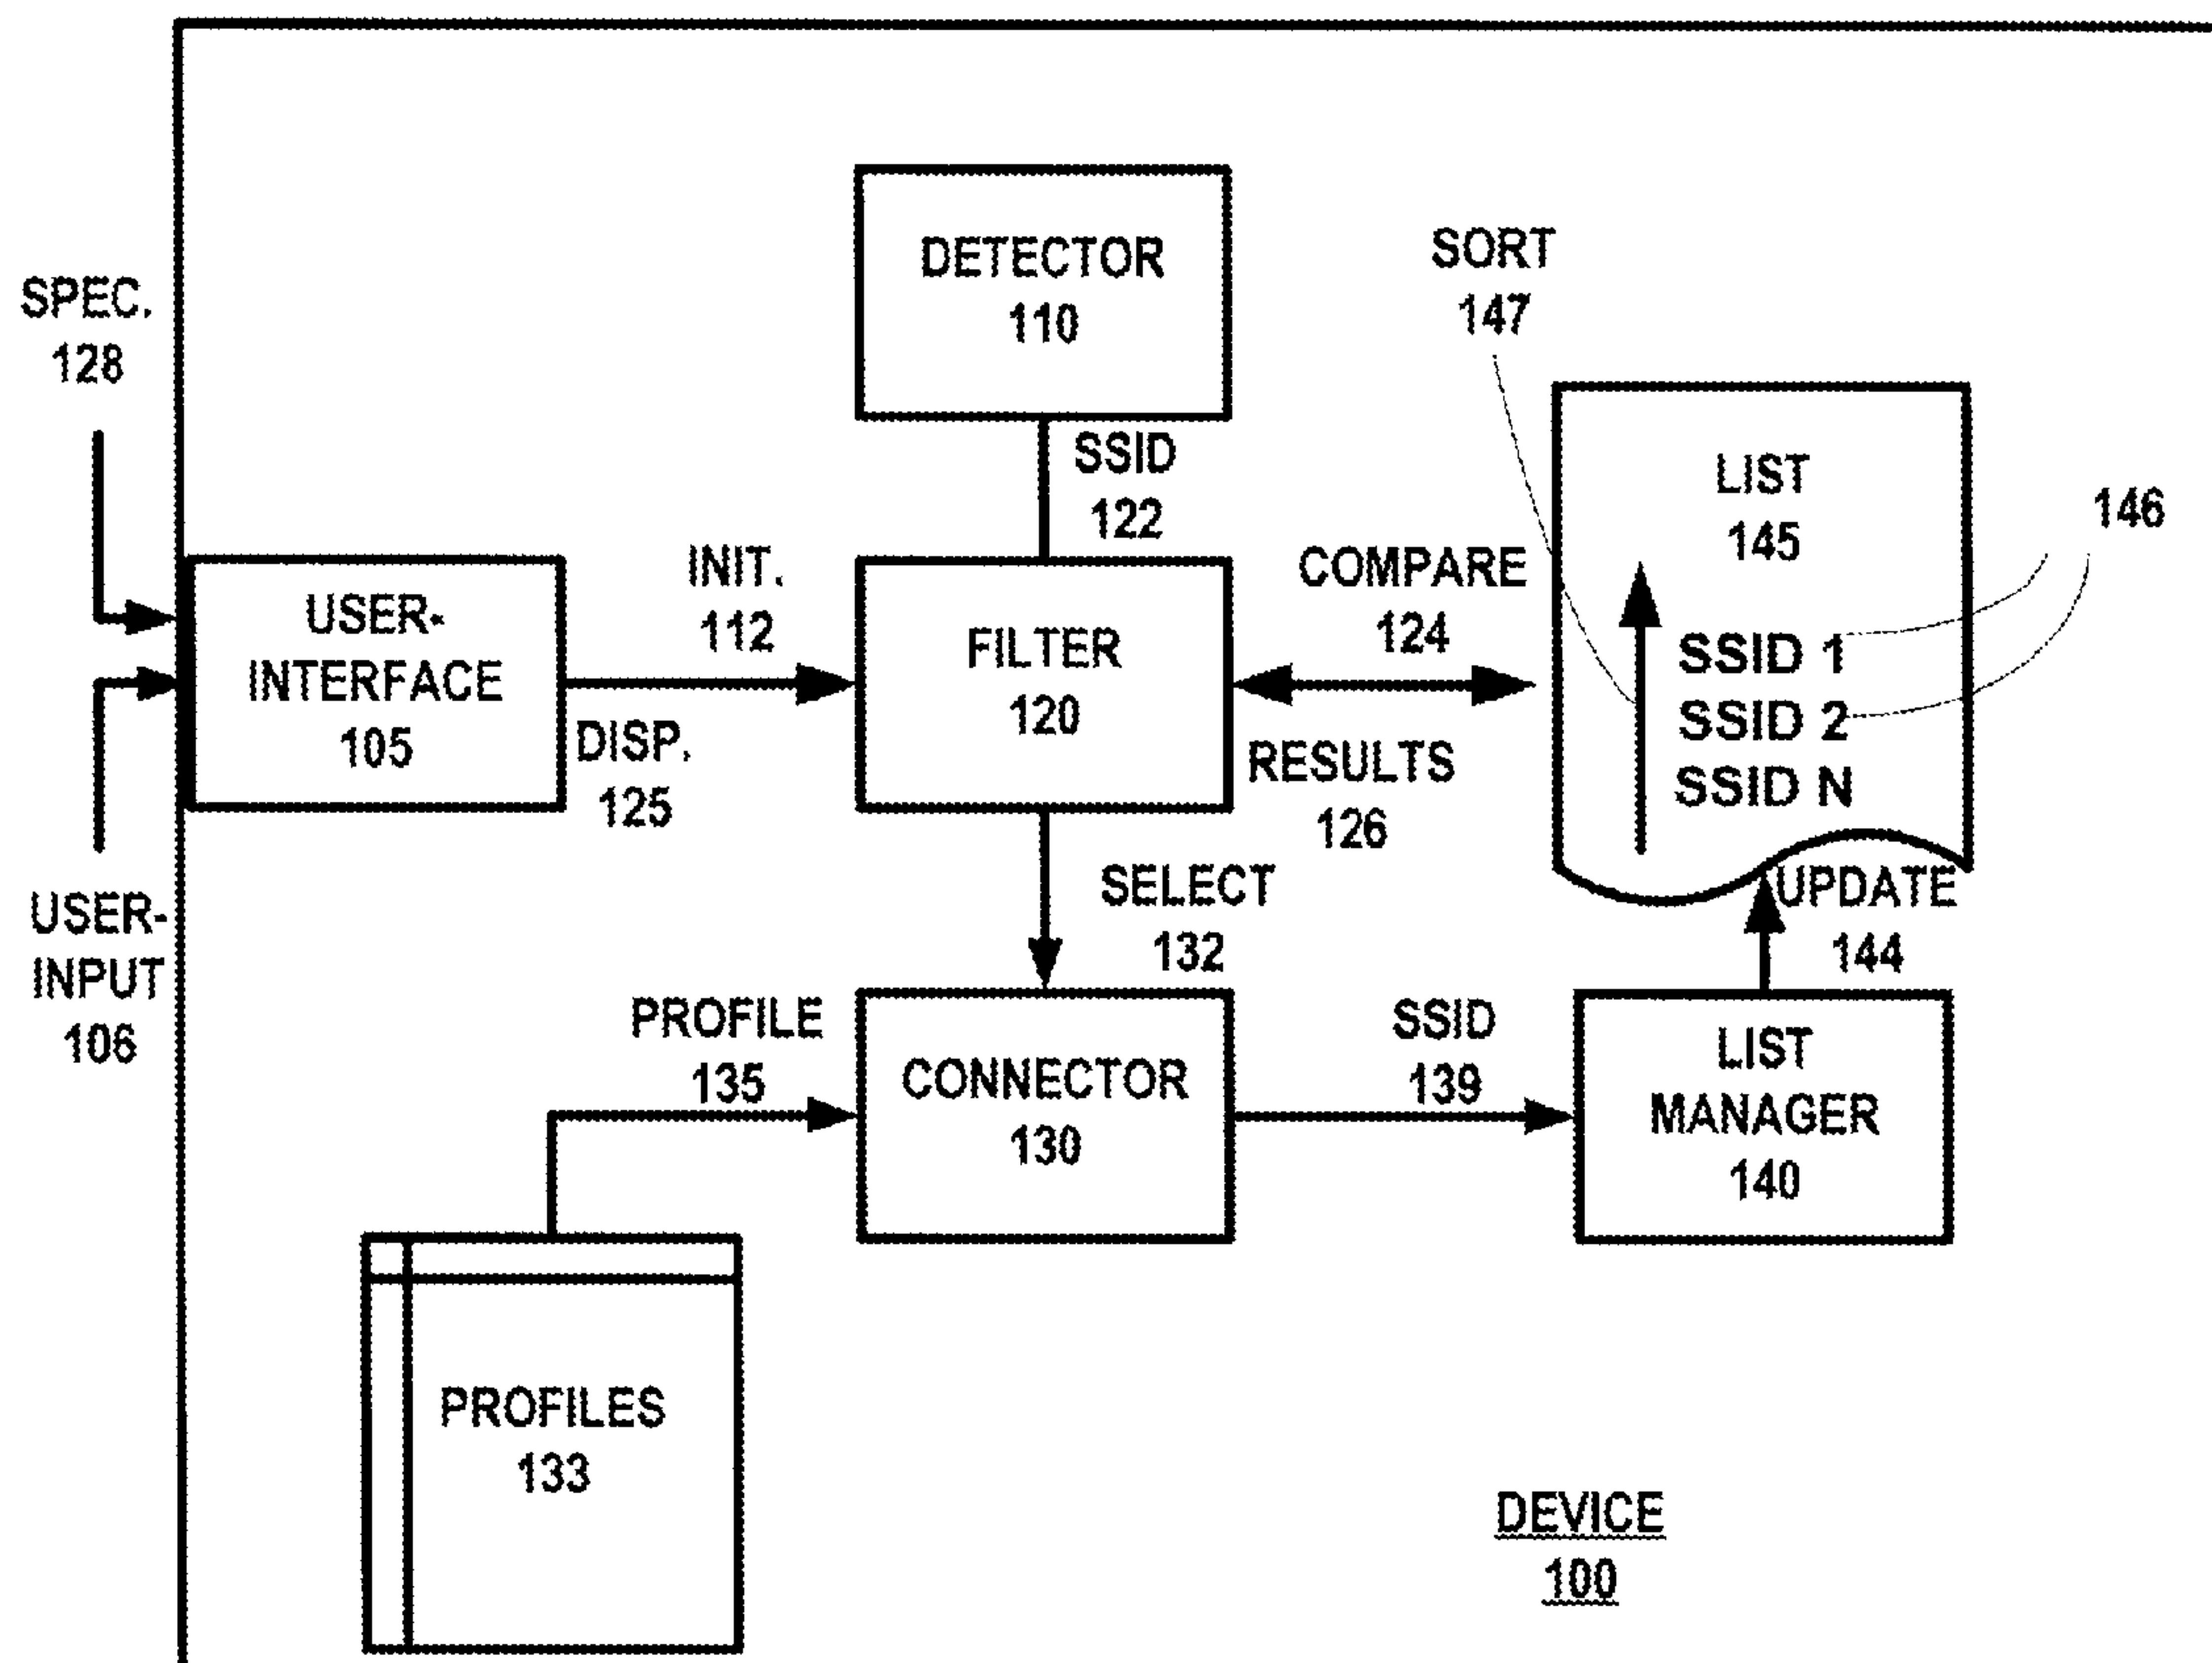 DETECTOR
110
SORT
147
SPEC.
128
SSID
122
LIST
145
146
INIT.
112
COMPARE
124
USER-
INTERFACE
105
FILTER
120
SSID 1
SSID 2
SSID N
DISP.
125
RESULTS
126
SELECT
132
UPDATE
144
USER-
INPUT
106
PROFILE
135
CONNECTOR
130
SSID
139
LIST
MANAGER
140
PROFILES
133
DEVICE
100